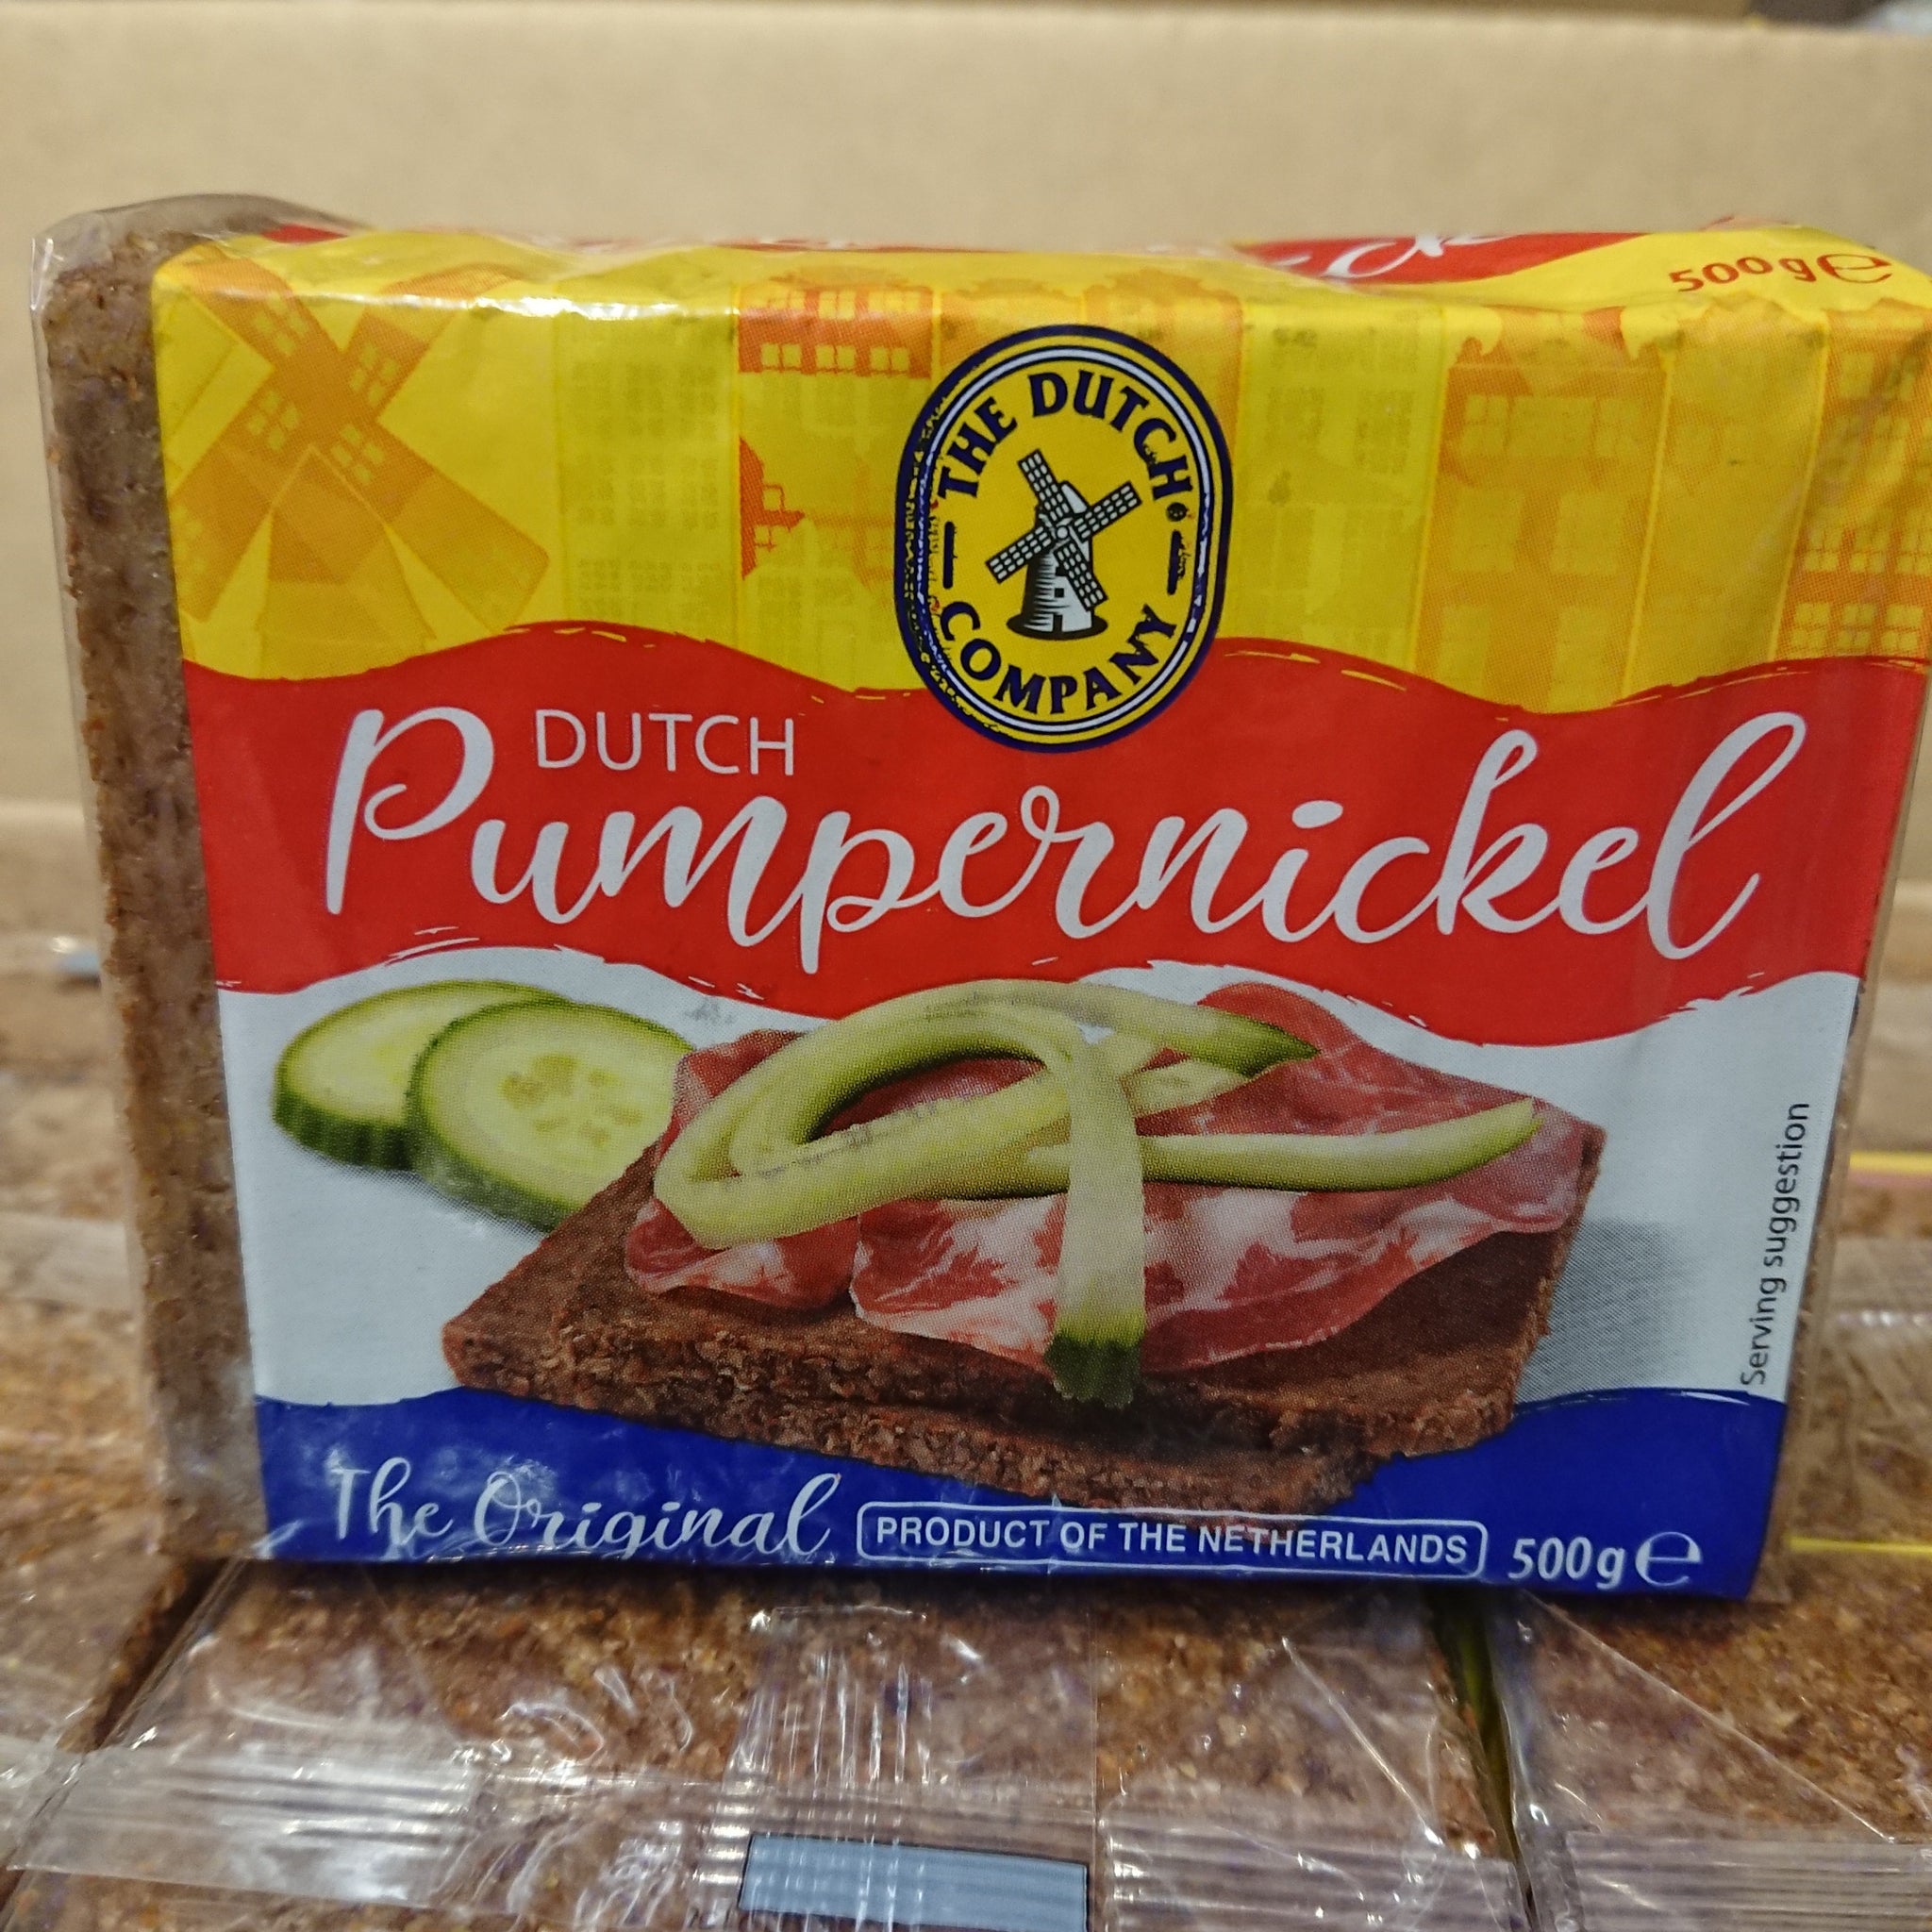 500g℮
THE DUTCH
COMPANY
DUTCH
Pumpernickel
Serving suggestion
The Original
PRODUCT OF THE NETHERLANDS
500g℮